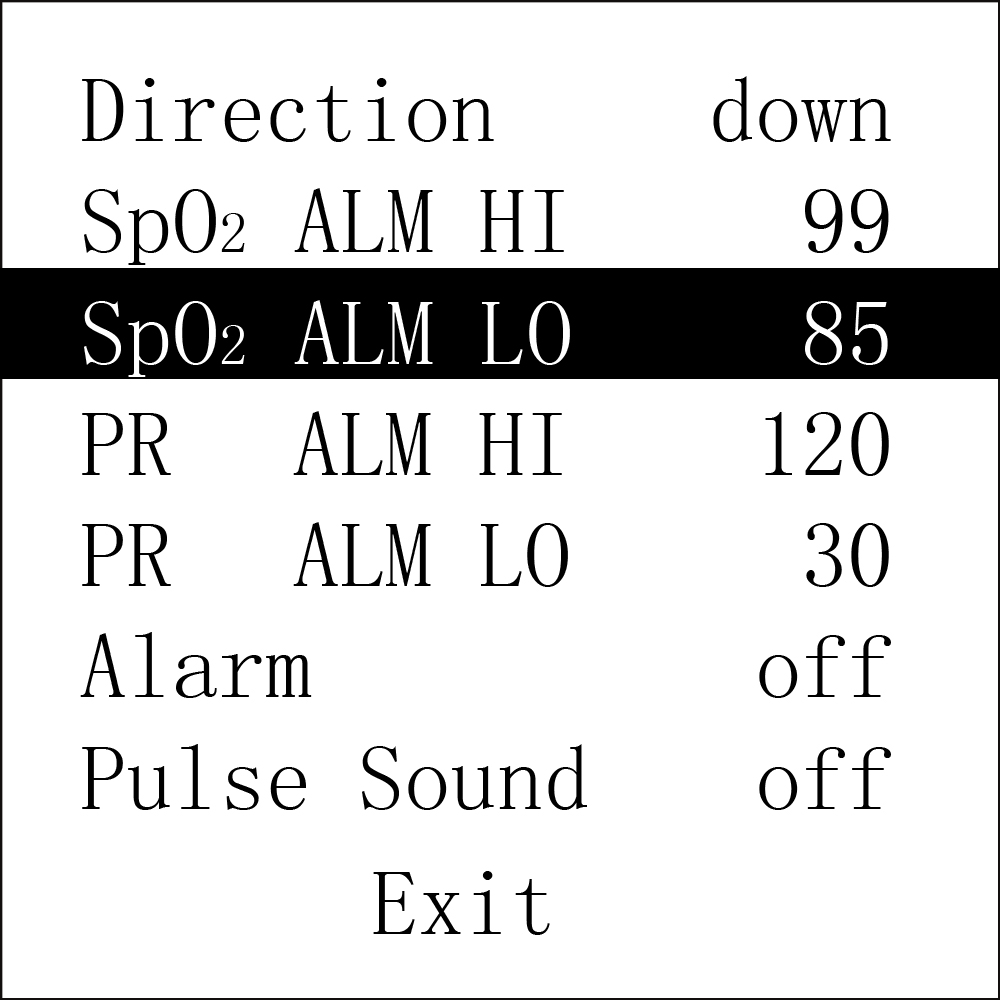 Direction down
SpO₂ ALM HI 99
SpO₂ ALM LO 85
PR ALM HI 120
PR ALM LO 30
Alarm off
Pulse Sound off
Exit